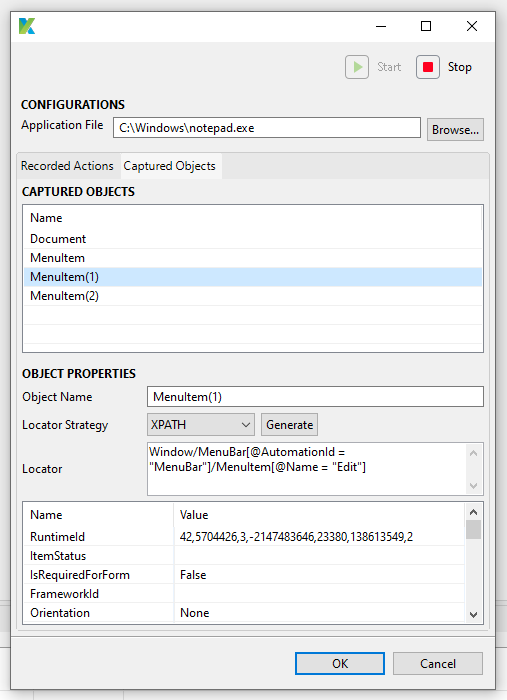 Start Stop
CONFIGURATIONS
Application File C:\Windows\notepad.exe Browse...
Recorded Actions Captured Objects
CAPTURED OBJECTS
Name
Document
MenuItem
MenuItem(1)
MenuItem(2)
OBJECT PROPERTIES
Object Name MenuItem(1)
Locator Strategy XPATH Generate
Locator Window/MenuBar[@AutomationId =
"MenuBar"]/MenuItem[@Name = "Edit"]
Name Value
RuntimeId 42,5704426,3,-2147483646,23380,138613549,2
ItemStatus
IsRequiredForForm False
FrameworkId
Orientation None
OK Cancel